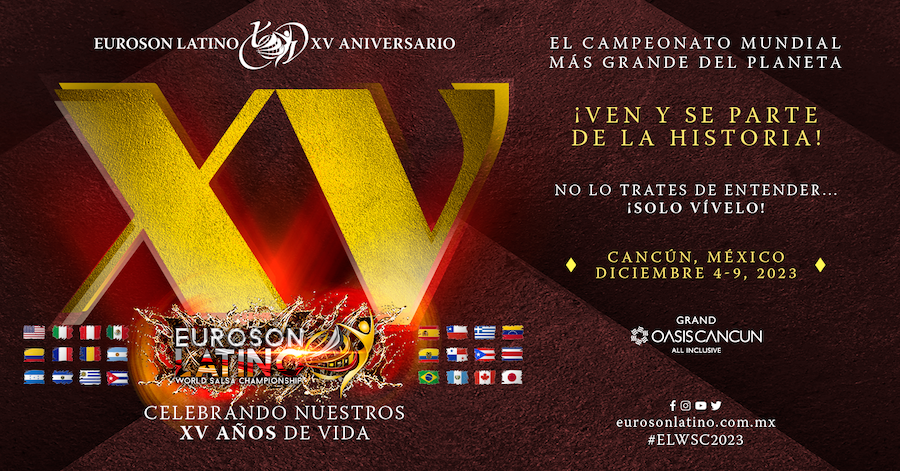 EUROSON LATINO XV ANIVERSARIO
XV
EUROSON
LATINO
WORLD SALSA CHAMPIONSHIP
CELEBRANDO NUESTROS
XV AÑOS DE VIDA
EL CAMPEONATO MUNDIAL
MÁS GRANDE DEL PLANETA
¡VEN Y SE PARTE
DE LA HISTORIA!
NO LO TRATES DE ENTENDER...
¡SOLO VÍVELO!
CANCÚN, MÉXICO
DICIEMBRE 4-9, 2023
GRAND
OASIS CANCUN
ALL INCLUSIVE
eurosonlatino.com.mx
#ELWSC2023